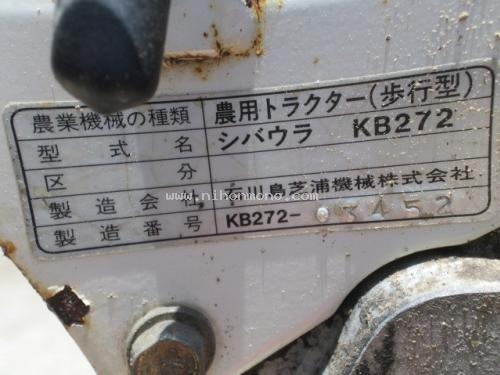 農業機械の種類 農用トラクター(歩行型)
型式名 シバウラ KB272
区分
製造会社 石川島芝浦機械株式会社
製造番号 KB272- 03452
www.nihonmono.com